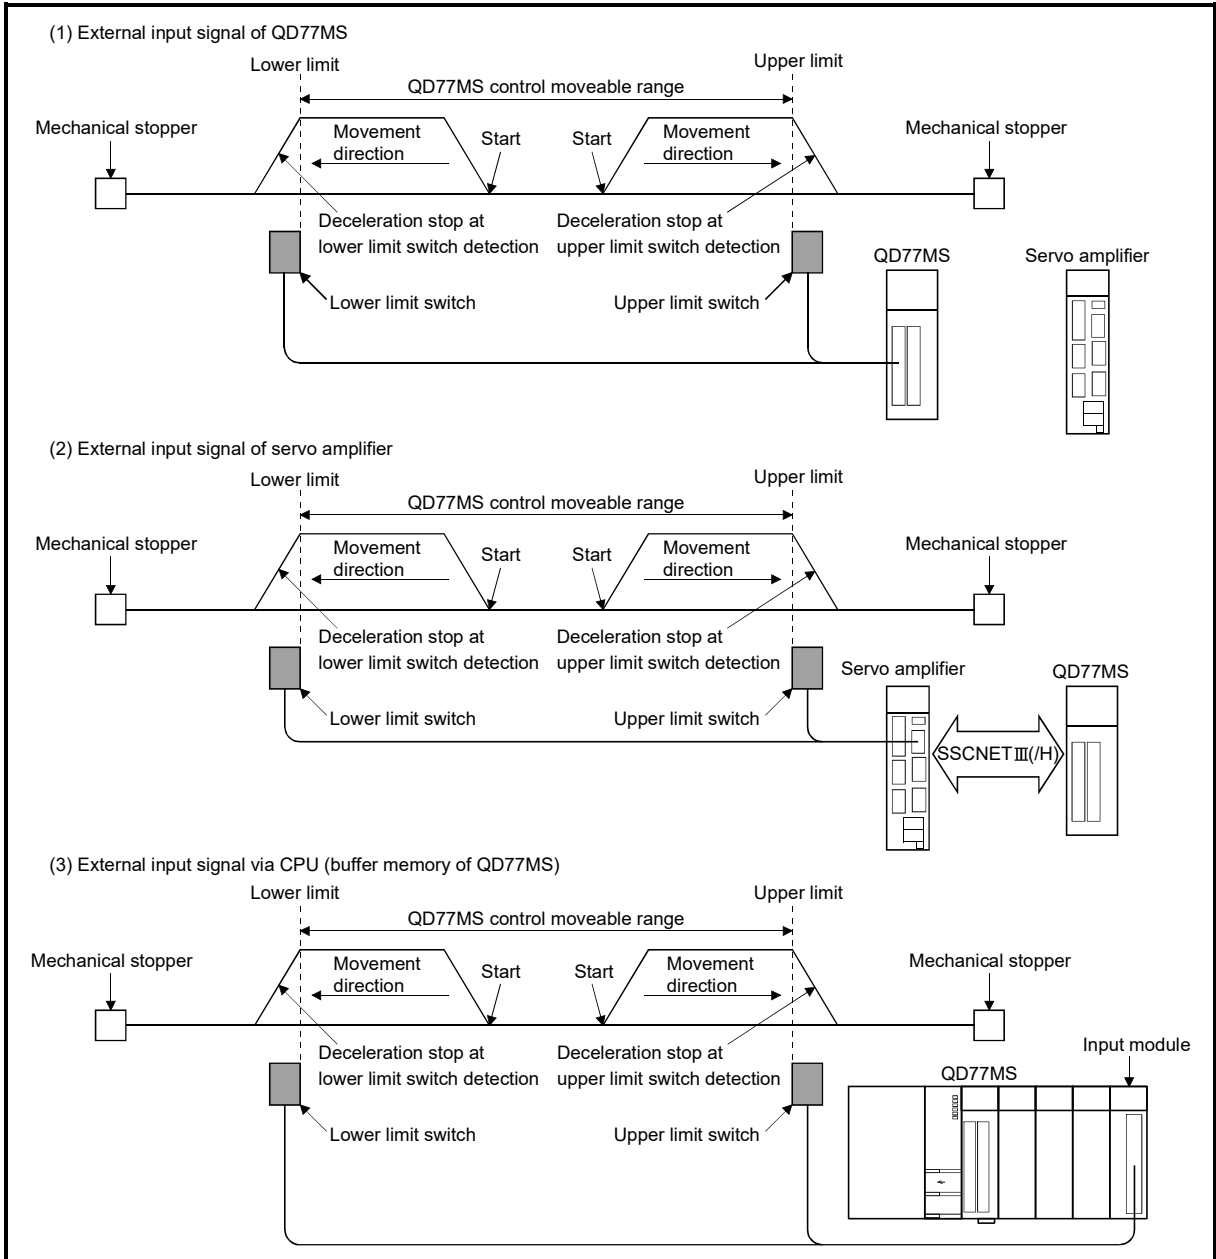 (1) External input signal of QD77MS
Lower limit
Upper limit
QD77MS control moveable range
Mechanical stopper
Movement
direction
Start
Start
Movement
direction
Mechanical stopper
Deceleration stop at
lower limit switch detection
Deceleration stop at
upper limit switch detection
QD77MS
Servo amplifier
Lower limit switch
Upper limit switch
(2) External input signal of servo amplifier
Lower limit
Upper limit
QD77MS control moveable range
Mechanical stopper
Movement
direction
Start
Start
Movement
direction
Mechanical stopper
Deceleration stop at
lower limit switch detection
Deceleration stop at
upper limit switch detection
Servo amplifier
QD77MS
Lower limit switch
Upper limit switch
SSCNETⅢ(/H)
(3) External input signal via CPU (buffer memory of QD77MS)
Lower limit
Upper limit
QD77MS control moveable range
Mechanical stopper
Movement
direction
Start
Start
Movement
direction
Mechanical stopper
Deceleration stop at
lower limit switch detection
Deceleration stop at
upper limit switch detection
Input module
QD77MS
Lower limit switch
Upper limit switch